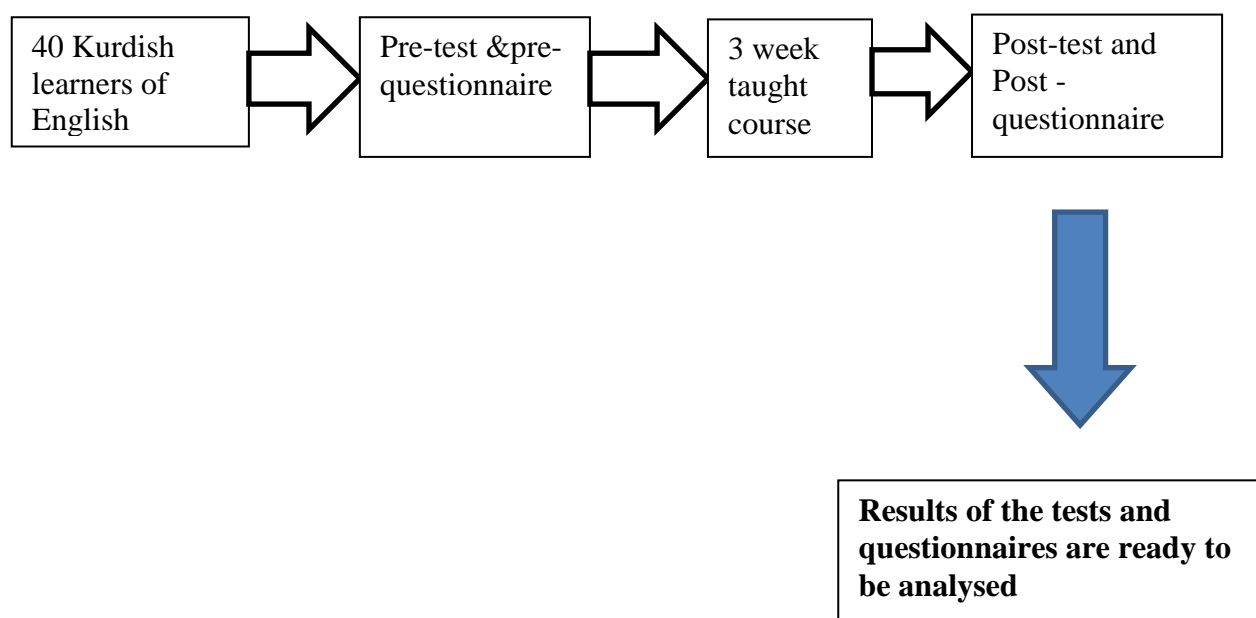 40 Kurdish
learners of
English
Pre-test &pre-
questionnaire
3 week
taught
course
Post-test and
Post -
questionnaire
Results of the tests and
questionnaires are ready to
be analysed